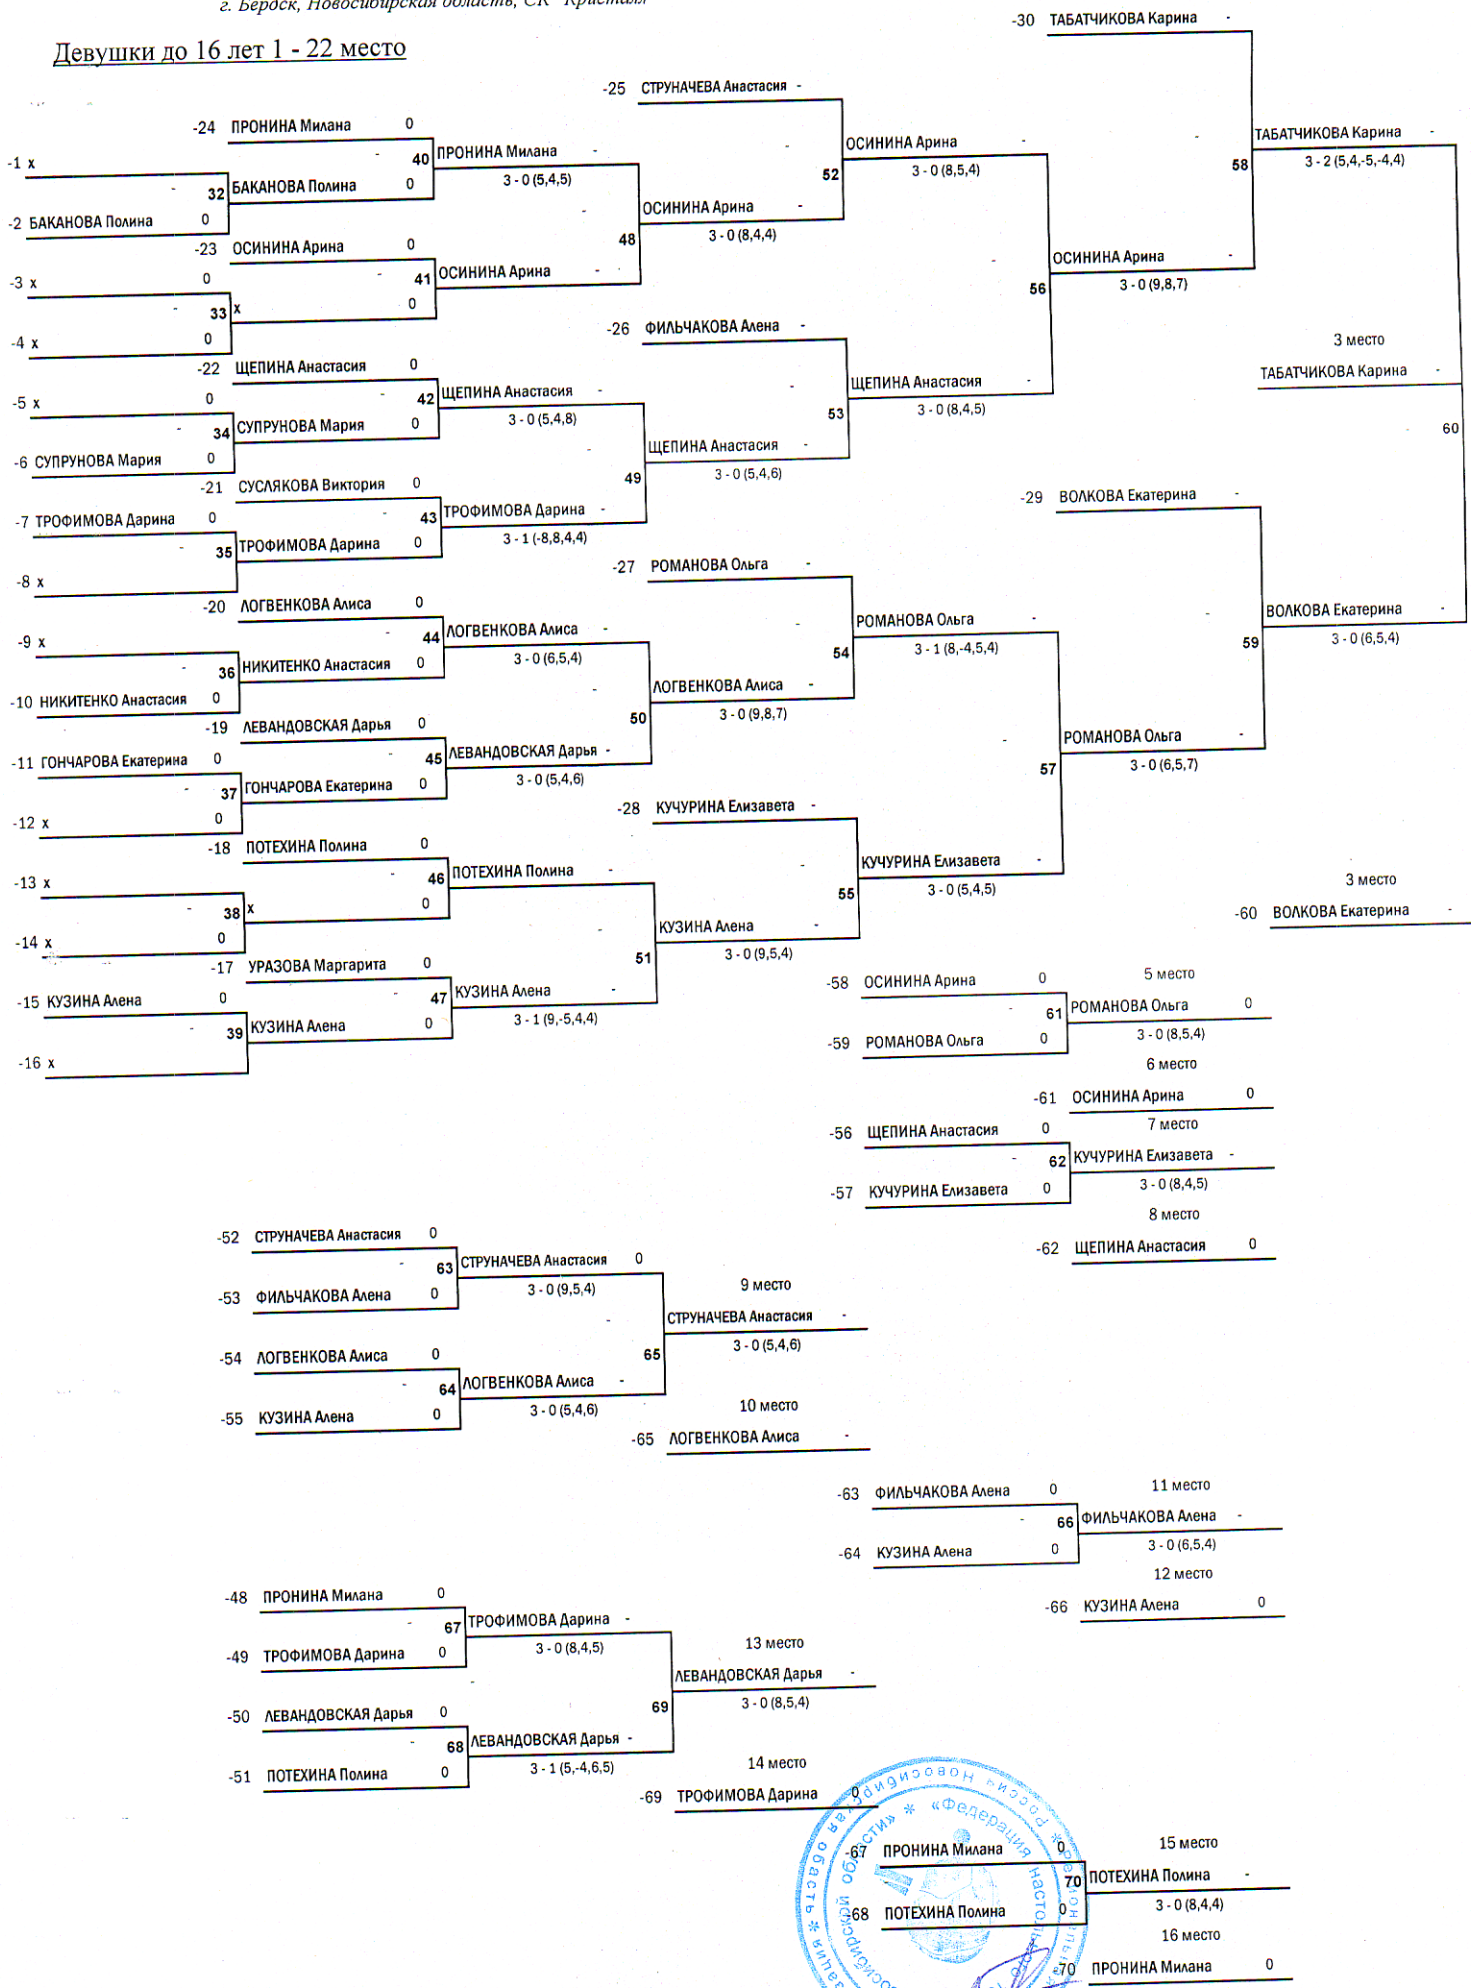 г. Бердск, Новосибирская область, СК "Кристалл"
-30 ТАБАТЧИКОВА Карина -
Девушки до 16 лет 1 - 22 место
-25 СТРУНАЧЕВА Анастасия -
-24 ПРОНИНА Милана 0
ТАБАТЧИКОВА Карина -
ОСИНИНА Арина -
-1 х
- 40 ПРОНИНА Милана -
3 - 0 (5,4,5)
52
3 - 0 (8,5,4)
58
3 - 2 (5,4,-5,-4,4)
- 32 БАКАНОВА Полина 0
-2 БАКАНОВА Полина 0
ОСИНИНА Арина -
48
3 - 0 (8,4,4)
-23 ОСИНИНА Арина 0
ОСИНИНА Арина -
-3 х 0
- 41 ОСИНИНА Арина -
56
3 - 0 (9,8,7)
- 33 х 0
-4 х 0
-26 ФИЛЬЧАКОВА Алена -
3 место
-22 ЩЕПИНА Анастасия 0
ТАБАТЧИКОВА Карина -
-5 х 0
- 42 ЩЕПИНА Анастасия -
3 - 0 (5,4,8)
53
ЩЕПИНА Анастасия -
3 - 0 (8,4,5)
- 34 СУПРУНОВА Мария 0
-6 СУПРУНОВА Мария 0
ЩЕПИНА Анастасия -
60
49
3 - 0 (5,4,6)
-21 СУСЛЯКОВА Виктория 0
-29 ВОЛКОВА Екатерина -
-7 ТРОФИМОВА Дарина 0
- 43 ТРОФИМОВА Дарина -
3 - 1 (-8,8,4,4)
- 35 ТРОФИМОВА Дарина 0
-8 х
-27 РОМАНОВА Ольга -
-20 ЛОГВЕНКОВА Алиса 0
РОМАНОВА Ольга -
ВОЛКОВА Екатерина -
-9 х
- 44 ЛОГВЕНКОВА Алиса -
3 - 0 (6,5,4)
54
3 - 1 (8,-4,5,4)
59
3 - 0 (6,5,4)
- 36 НИКИТЕНКО Анастасия 0
-10 НИКИТЕНКО Анастасия 0
ЛОГВЕНКОВА Алиса -
50
3 - 0 (9,8,7)
-19 ЛЕВАНДОВСКАЯ Дарья 0
РОМАНОВА Ольга -
-11 ГОНЧАРОВА Екатерина 0
- 45 ЛЕВАНДОВСКАЯ Дарья -
3 - 0 (5,4,6)
57
3 - 0 (6,5,7)
- 37 ГОНЧАРОВА Екатерина 0
-12 х 0
-28 КУЧУРИНА Елизавета -
-18 ПОТЕХИНА Полина 0
КУЧУРИНА Елизавета -
-13 х
- 46 ПОТЕХИНА Полина -
55
3 - 0 (5,4,5)
3 место
- 38 х 0
-60 ВОЛКОВА Екатерина -
-14 х 0
КУЗИНА Алена -
51
3 - 0 (9,5,4)
-17 УРАЗОВА Маргарита 0
-58 ОСИНИНА Арина 0
5 место
-15 КУЗИНА Алена 0
- 47 КУЗИНА Алена -
3 - 1 (9,-5,4,4)
61 РОМАНОВА Ольга 0
3 - 0 (8,5,4)
- 39 КУЗИНА Алена 0
-59 РОМАНОВА Ольга 0
-16 х
6 место
-61 ОСИНИНА Арина 0
-56 ЩЕПИНА Анастасия 0
7 место
- 62 КУЧУРИНА Елизавета -
-57 КУЧУРИНА Елизавета 0
3 - 0 (8,4,5)
8 место
-52 СТРУНАЧЕВА Анастасия 0
-62 ЩЕПИНА Анастасия 0
- 63 СТРУНАЧЕВА Анастасия 0
3 - 0 (9,5,4)
9 место
-53 ФИЛЬЧАКОВА Алена 0
СТРУНАЧЕВА Анастасия -
65
3 - 0 (5,4,6)
-54 ЛОГВЕНКОВА Алиса 0
- 64 ЛОГВЕНКОВА Алиса -
3 - 0 (5,4,6)
10 место
-55 КУЗИНА Алена 0
-65 ЛОГВЕНКОВА Алиса -
-63 ФИЛЬЧАКОВА Алена 0
11 место
- 66 ФИЛЬЧАКОВА Алена -
-64 КУЗИНА Алена 0
3 - 0 (6,5,4)
12 место
-48 ПРОНИНА Милана 0
-66 КУЗИНА Алена 0
- 67 ТРОФИМОВА Дарина -
3 - 0 (8,4,5)
13 место
-49 ТРОФИМОВА Дарина 0
ЛЕВАНДОВСКАЯ Дарья -
69
3 - 0 (8,5,4)
-50 ЛЕВАНДОВСКАЯ Дарья 0
- 68 ЛЕВАНДОВСКАЯ Дарья -
3 - 1 (5,-4,6,5)
14 место
-51 ПОТЕХИНА Полина 0
-69 ТРОФИМОВА Дарина 0
-67 ПРОНИНА Милана 0
15 место
- 70 ПОТЕХИНА Полина -
-68 ПОТЕХИНА Полина 0
3 - 0 (8,4,4)
16 место
-70 ПРОНИНА Милана 0
Россия Новосибирская область
«Федерация настольного
области»